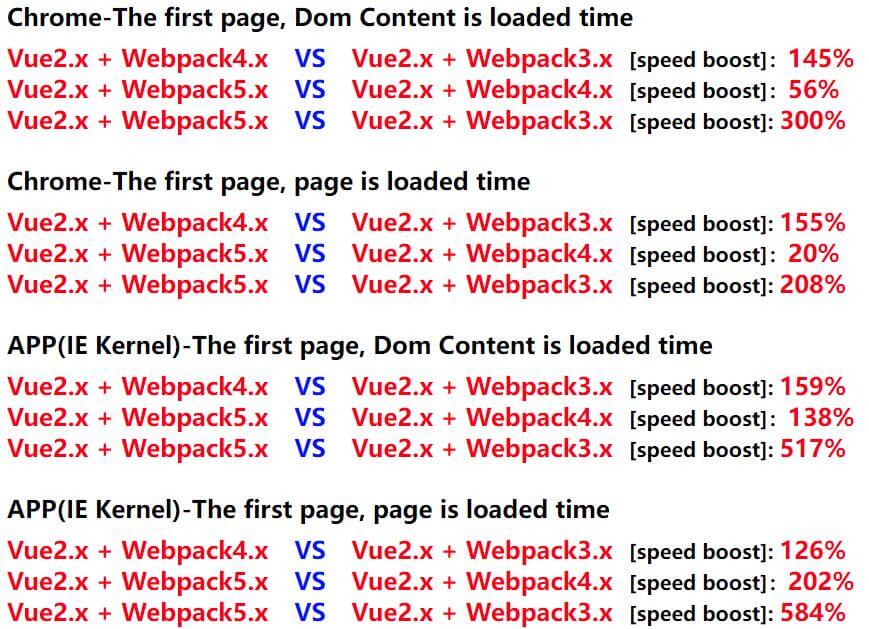 Chrome-The first page, Dom Content is loaded time
Vue2.x + Webpack4.x VS Vue2.x + Webpack3.x [speed boost]: 145%
Vue2.x + Webpack5.x VS Vue2.x + Webpack4.x [speed boost]: 56%
Vue2.x + Webpack5.x VS Vue2.x + Webpack3.x [speed boost]: 300%
Chrome-The first page, page is loaded time
Vue2.x + Webpack4.x VS Vue2.x + Webpack3.x [speed boost]: 155%
Vue2.x + Webpack5.x VS Vue2.x + Webpack4.x [speed boost]: 20%
Vue2.x + Webpack5.x VS Vue2.x + Webpack3.x [speed boost]: 208%
APP(IE Kernel)-The first page, Dom Content is loaded time
Vue2.x + Webpack4.x VS Vue2.x + Webpack3.x [speed boost]: 159%
Vue2.x + Webpack5.x VS Vue2.x + Webpack4.x [speed boost]: 138%
Vue2.x + Webpack5.x VS Vue2.x + Webpack3.x [speed boost]: 517%
APP(IE Kernel)-The first page, page is loaded time
Vue2.x + Webpack4.x VS Vue2.x + Webpack3.x [speed boost]: 126%
Vue2.x + Webpack5.x VS Vue2.x + Webpack4.x [speed boost]: 202%
Vue2.x + Webpack5.x VS Vue2.x + Webpack3.x [speed boost]: 584%